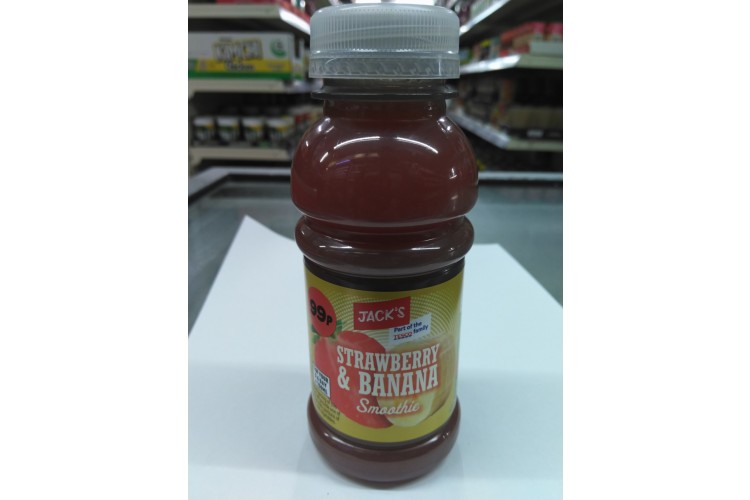 99p
JACK'S
Part of the
TESCO family
STRAWBERRY
& BANANA
Smoothie